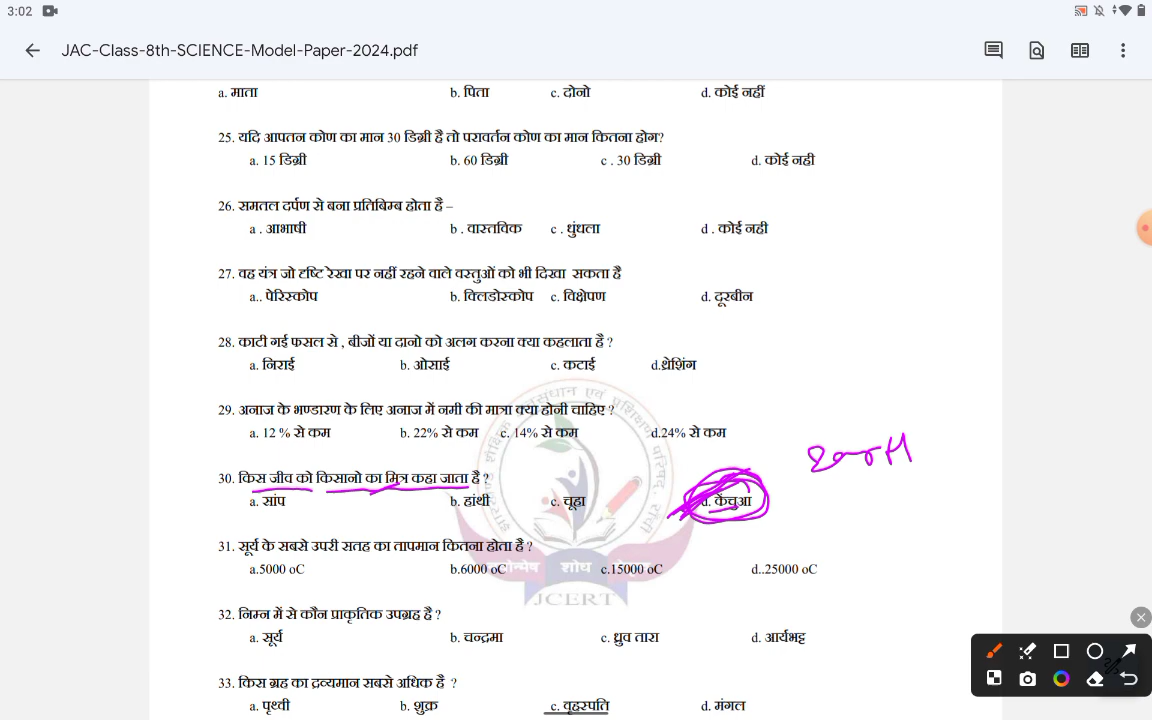 3:02
JAC-Class-8th-SCIENCE-Model-Paper-2024.pdf
a. माता b. पिता c. दोनो d. कोई नहीं
25. यदि आपतन कोण का मान 30 डिग्री है तो परावर्तन कोण का मान कितना होग?
a. 15 डिग्री b. 60 डिग्री c . 30 डिग्री d. कोई नही
26. समतल दर्पण से बना प्रतिबिम्ब होता है –
a . आभाषी b . वास्तविक c . धुंधला d . कोई नही
27. वह यंत्र जो दृष्टि रेखा पर नहीं रहने वाले वस्तुओं को भी दिखा सकता है
a.. पेरिस्कोप b. क्लिडोस्कोप c. विक्षेपण d. दूरबीन
28. काटी गई फसल से , बीजों या दानो को अलग करना क्या कहलाता है ?
a. निराई b. ओसाई c. कटाई d.थ्रेशिंग
29. अनाज के भण्डारण के लिए अनाज में नमी की मात्रा क्या होनी चाहिए ?
a. 12 % से कम b. 22% से कम c. 14% से कम d.24% से कम
30. किस जीव को किसानो का मित्र कहा जाता है ?
a. सांप b. हांथी c. चूहा d. केंचुआ
31. सूर्य के सबसे उपरी सतह का तापमान कितना होता है ?
a.5000 oC b.6000 oC c.15000 oC d..25000 oC
32. निम्न में से कौन प्राकृतिक उपग्रह है ?
a. सूर्य b. चन्द्रमा c. ध्रुव तारा d. आर्यभट्ट
33. किस ग्रह का द्रव्यमान सबसे अधिक है ?
a. पृथ्वी b. शुक्र c. वृहस्पति d. मंगल
शोध
JCERT